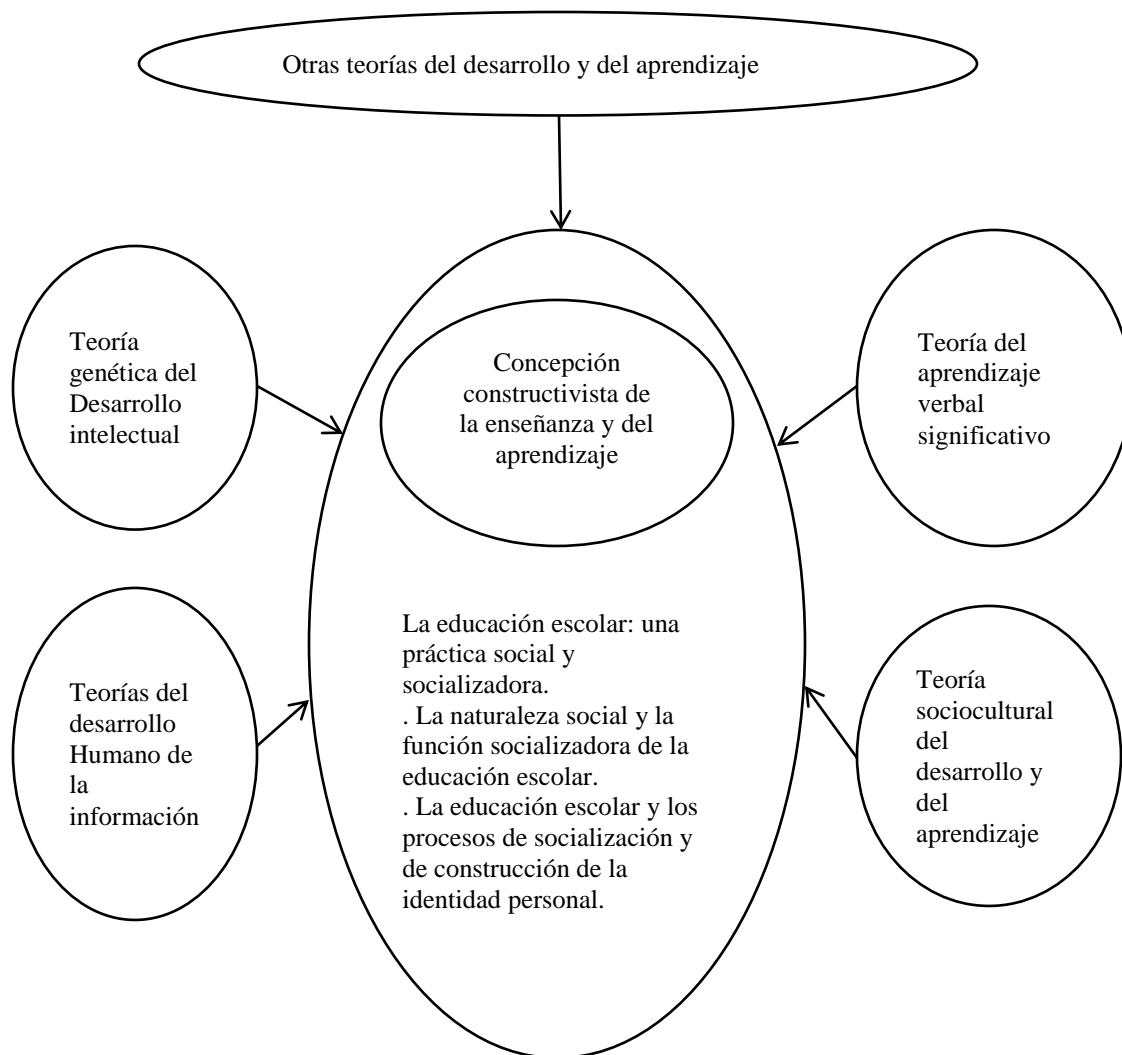 Otras teorías del desarrollo y del aprendizaje
Teoría
genética del
Desarrollo
intelectual
Concepción
constructivista de
la enseñanza y del
aprendizaje
Teoría del
aprendizaje
verbal
significativo
Teorías del
desarrollo
Humano de
la
información
La educación escolar: una
práctica social y
socializadora.
. La naturaleza social y la
función socializadora de la
educación escolar.
. La educación escolar y los
procesos de socialización y
de construcción de la
identidad personal.
Teoría
sociocultural
del
desarrollo y
del
aprendizaje